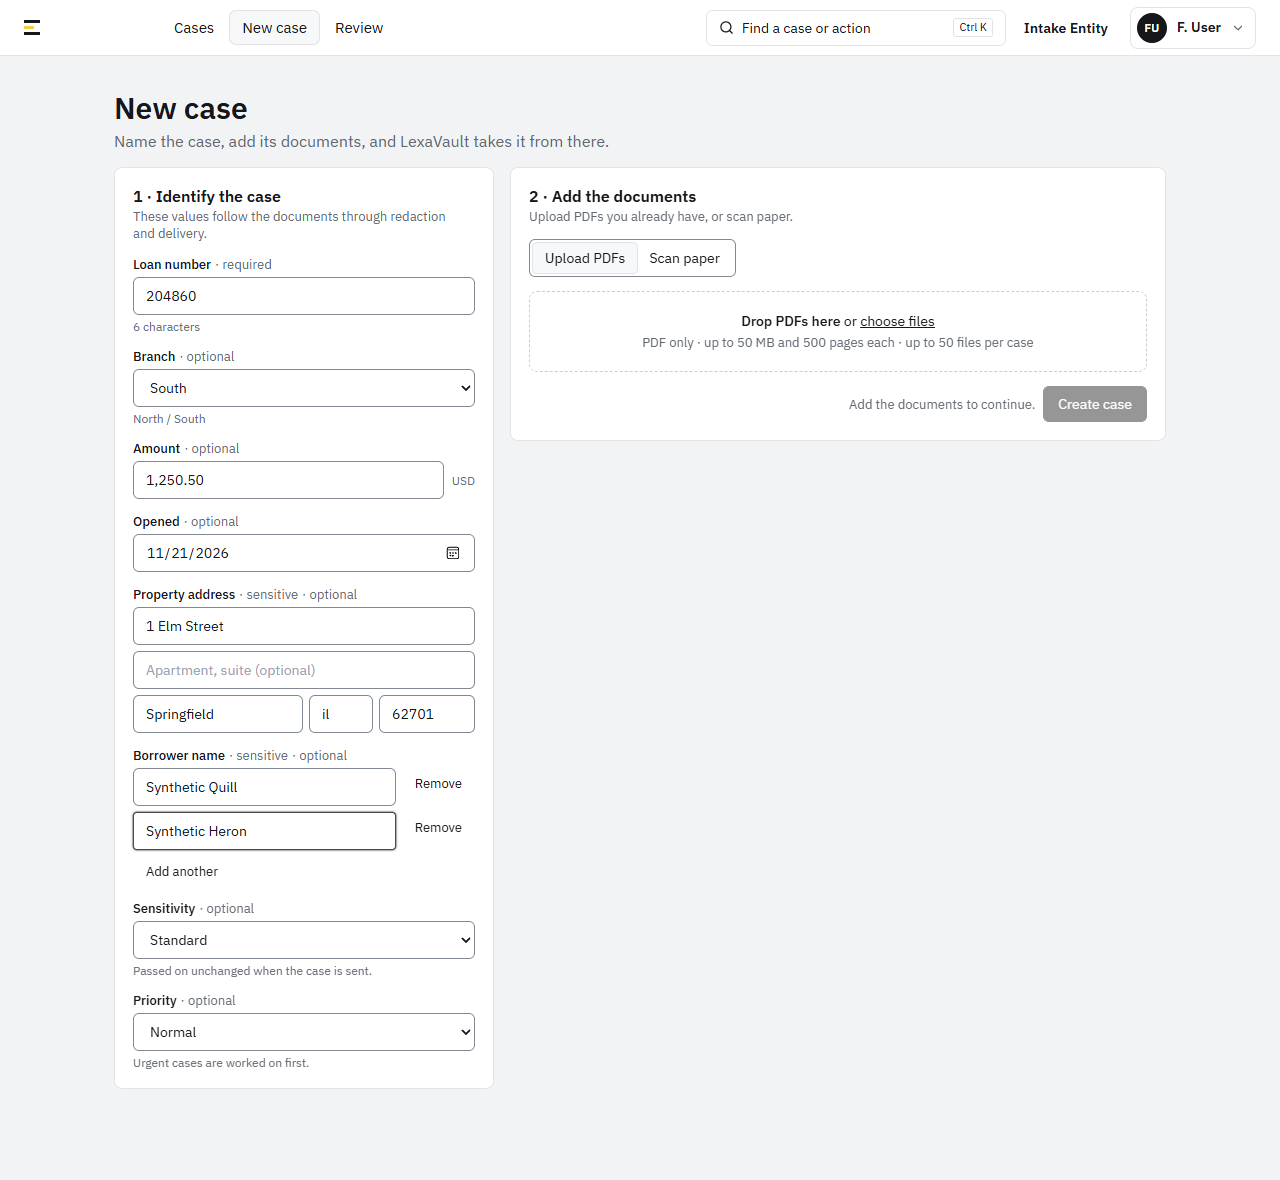 Cases
New case
Review
Find a case or action
Ctrl K
Intake Entity
FU
F. User
New case
Name the case, add its documents, and LexaVault takes it from there.
1 · Identify the case
These values follow the documents through redaction
and delivery.
Loan number · required
204860
6 characters
Branch · optional
South
North / South
Amount · optional
1,250.50
USD
Opened · optional
11/21/2026
Property address · sensitive · optional
1 Elm Street
Apartment, suite (optional)
Springfield
il
62701
Borrower name · sensitive · optional
Synthetic Quill
Remove
Synthetic Heron
Remove
Add another
Sensitivity · optional
Standard
Passed on unchanged when the case is sent.
Priority · optional
Normal
Urgent cases are worked on first.
2 · Add the documents
Upload PDFs you already have, or scan paper.
Upload PDFs
Scan paper
Drop PDFs here or choose files
PDF only · up to 50 MB and 500 pages each · up to 50 files per case
Add the documents to continue.
Create case